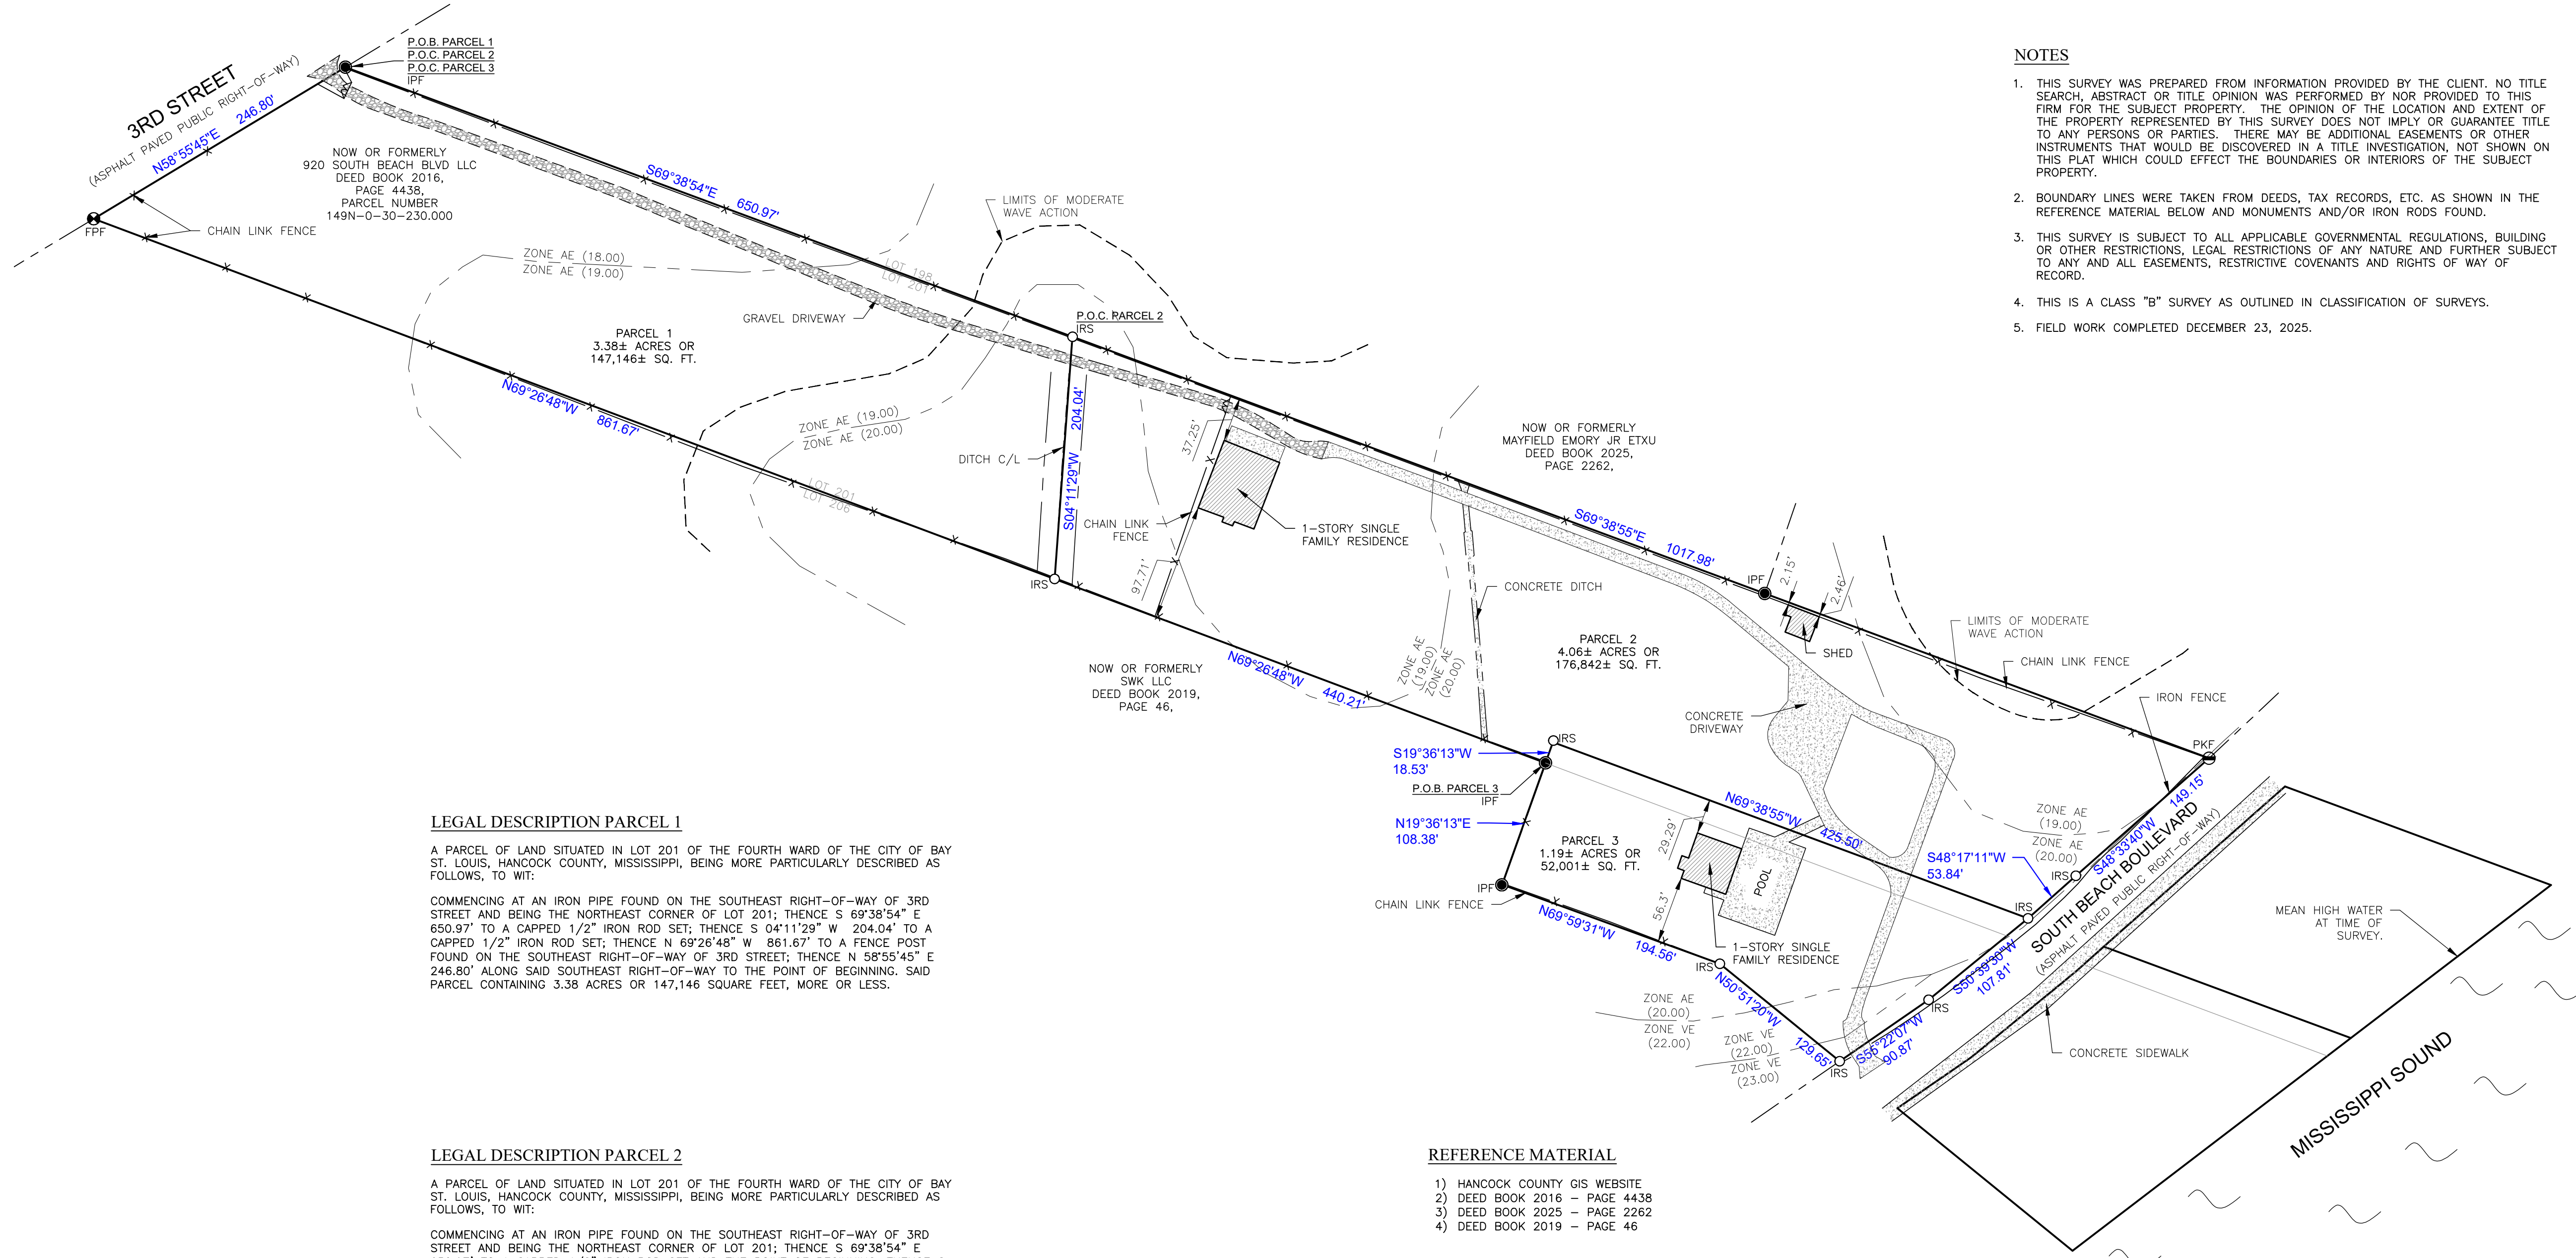 P.O.B. PARCEL 1
P.O.C. PARCEL 2
P.O.C. PARCEL 3
IPF
3RD STREET
(ASPHALT PAVED PUBLIC RIGHT-OF-WAY)
N58°55'45"E 246.80'
FPF
NOW OR FORMERLY
920 SOUTH BEACH BLVD LLC
DEED BOOK 2016,
PAGE 4438,
PARCEL NUMBER
149N-0-30-230.000
CHAIN LINK FENCE
S69°38'54"E 650.97'
LIMITS OF MODERATE
WAVE ACTION
ZONE AE (18.00)
ZONE AE (19.00)
LOT 198
LOT 201
GRAVEL DRIVEWAY
P.O.C. PARCEL 2
IRS
PARCEL 1
3.38± ACRES OR
147,146± SQ. FT.
N69°26'48"W 861.67'
ZONE AE (19.00)
ZONE AE (20.00)
LOT 201
LOT 206
DITCH C/L
S04°11'29"W 204.04'
37.25'
CHAIN LINK
FENCE
97.71'
IRS
1-STORY SINGLE
FAMILY RESIDENCE
NOW OR FORMERLY
MAYFIELD EMORY JR ETXU
DEED BOOK 2025,
PAGE 2262,
S69°38'55"E 1017.98'
CONCRETE DITCH
IPF
2.15'
2.46'
SHED
LIMITS OF MODERATE
WAVE ACTION
CHAIN LINK FENCE
IRON FENCE
PARCEL 2
4.06± ACRES OR
176,842± SQ. FT.
NOW OR FORMERLY
SWK LLC
DEED BOOK 2019,
PAGE 46,
N69°26'48"W 440.21'
ZONE AE
(19.00)
ZONE AE
(20.00)
CONCRETE
DRIVEWAY
PKF
S19°36'13"W
18.53'
IRS
P.O.B. PARCEL 3
IPF
N19°36'13"E
108.38'
N69°38'55"W 425.50'
PARCEL 3
1.19± ACRES OR
52,001± SQ. FT.
29.29'
56.3'
POOL
IPF
CHAIN LINK FENCE
N69°59'31"W 194.56'
1-STORY SINGLE
FAMILY RESIDENCE
IRS
N50°51'20"W 129.65'
IRS
ZONE AE
(19.00)
ZONE AE
(20.00)
149.15'
S48°33'40"W
S48°17'11"W
53.84'
IRS
IRS
SOUTH BEACH BOULEVARD
(ASPHALT PAVED PUBLIC RIGHT-OF-WAY)
S50°39'30"W
107.81'
IRS
S55°22'07"W
90.87'
ZONE AE
(20.00)
ZONE VE
(22.00)
ZONE VE
(22.00)
ZONE VE
(23.00)
CONCRETE SIDEWALK
MEAN HIGH WATER
AT TIME OF
SURVEY.
MISSISSIPPI SOUND
NOTES
1. THIS SURVEY WAS PREPARED FROM INFORMATION PROVIDED BY THE CLIENT. NO TITLE
SEARCH, ABSTRACT OR TITLE OPINION WAS PERFORMED BY NOR PROVIDED TO THIS
FIRM FOR THE SUBJECT PROPERTY. THE OPINION OF THE LOCATION AND EXTENT OF
THE PROPERTY REPRESENTED BY THIS SURVEY DOES NOT IMPLY OR GUARANTEE TITLE
TO ANY PERSONS OR PARTIES. THERE MAY BE ADDITIONAL EASEMENTS OR OTHER
INSTRUMENTS THAT WOULD BE DISCOVERED IN A TITLE INVESTIGATION, NOT SHOWN ON
THIS PLAT WHICH COULD EFFECT THE BOUNDARIES OR INTERIORS OF THE SUBJECT
PROPERTY.
2. BOUNDARY LINES WERE TAKEN FROM DEEDS, TAX RECORDS, ETC. AS SHOWN IN THE
REFERENCE MATERIAL BELOW AND MONUMENTS AND/OR IRON RODS FOUND.
3. THIS SURVEY IS SUBJECT TO ALL APPLICABLE GOVERNMENTAL REGULATIONS, BUILDING
OR OTHER RESTRICTIONS, LEGAL RESTRICTIONS OF ANY NATURE AND FURTHER SUBJECT
TO ANY AND ALL EASEMENTS, RESTRICTIVE COVENANTS AND RIGHTS OF WAY OF
RECORD.
4. THIS IS A CLASS "B" SURVEY AS OUTLINED IN CLASSIFICATION OF SURVEYS.
5. FIELD WORK COMPLETED DECEMBER 23, 2025.
LEGAL DESCRIPTION PARCEL 1
A PARCEL OF LAND SITUATED IN LOT 201 OF THE FOURTH WARD OF THE CITY OF BAY
ST. LOUIS, HANCOCK COUNTY, MISSISSIPPI, BEING MORE PARTICULARLY DESCRIBED AS
FOLLOWS, TO WIT:
COMMENCING AT AN IRON PIPE FOUND ON THE SOUTHEAST RIGHT-OF-WAY OF 3RD
STREET AND BEING THE NORTHEAST CORNER OF LOT 201; THENCE S 69°38'54" E
650.97' TO A CAPPED 1/2" IRON ROD SET; THENCE S 04°11'29" W 204.04' TO A
CAPPED 1/2" IRON ROD SET; THENCE N 69°26'48" W 861.67' TO A FENCE POST
FOUND ON THE SOUTHEAST RIGHT-OF-WAY OF 3RD STREET; THENCE N 58°55'45" E
246.80' ALONG SAID SOUTHEAST RIGHT-OF-WAY TO THE POINT OF BEGINNING. SAID
PARCEL CONTAINING 3.38 ACRES OR 147,146 SQUARE FEET, MORE OR LESS.
LEGAL DESCRIPTION PARCEL 2
A PARCEL OF LAND SITUATED IN LOT 201 OF THE FOURTH WARD OF THE CITY OF BAY
ST. LOUIS, HANCOCK COUNTY, MISSISSIPPI, BEING MORE PARTICULARLY DESCRIBED AS
FOLLOWS, TO WIT:
COMMENCING AT AN IRON PIPE FOUND ON THE SOUTHEAST RIGHT-OF-WAY OF 3RD
STREET AND BEING THE NORTHEAST CORNER OF LOT 201; THENCE S 69°38'54" E
REFERENCE MATERIAL
1) HANCOCK COUNTY GIS WEBSITE
2) DEED BOOK 2016 - PAGE 4438
3) DEED BOOK 2025 - PAGE 2262
4) DEED BOOK 2019 - PAGE 46